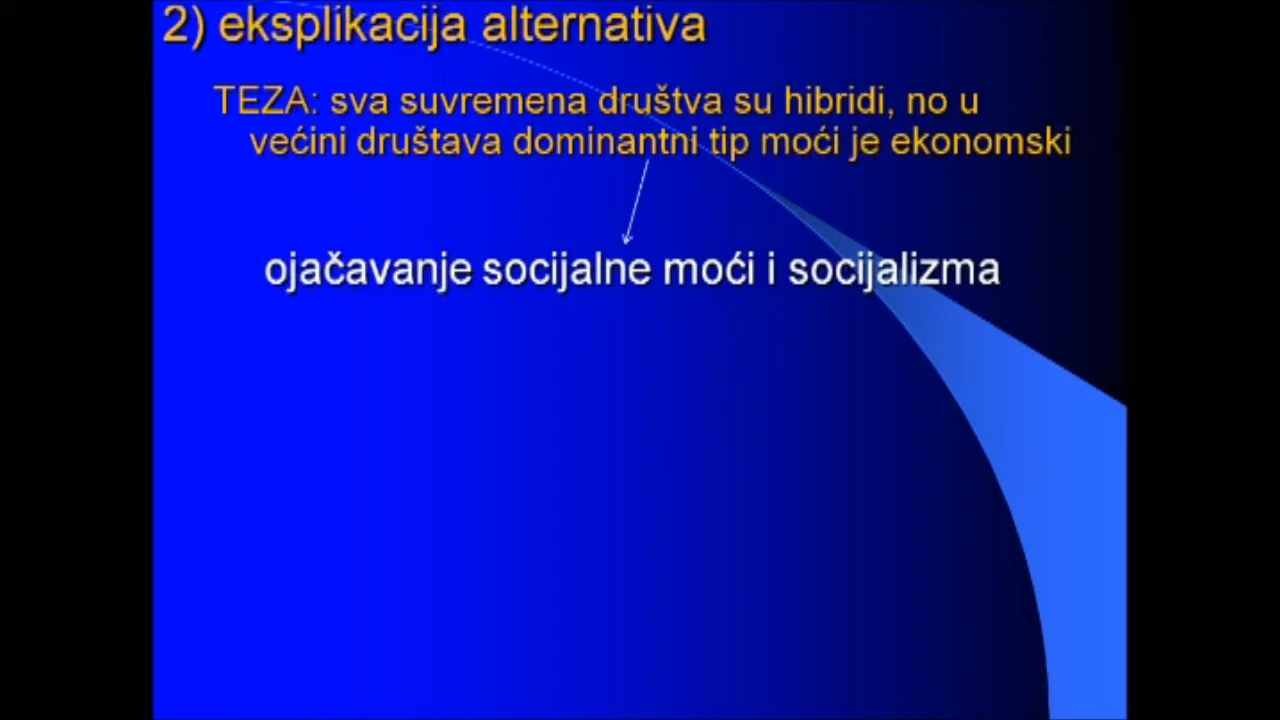 2) eksplikacija alternativa
TEZA: sva suvremena društva su hibridi, no u
većini društava dominantni tip moći je ekonomski
ojačavanje socijalne moći i socijalizma